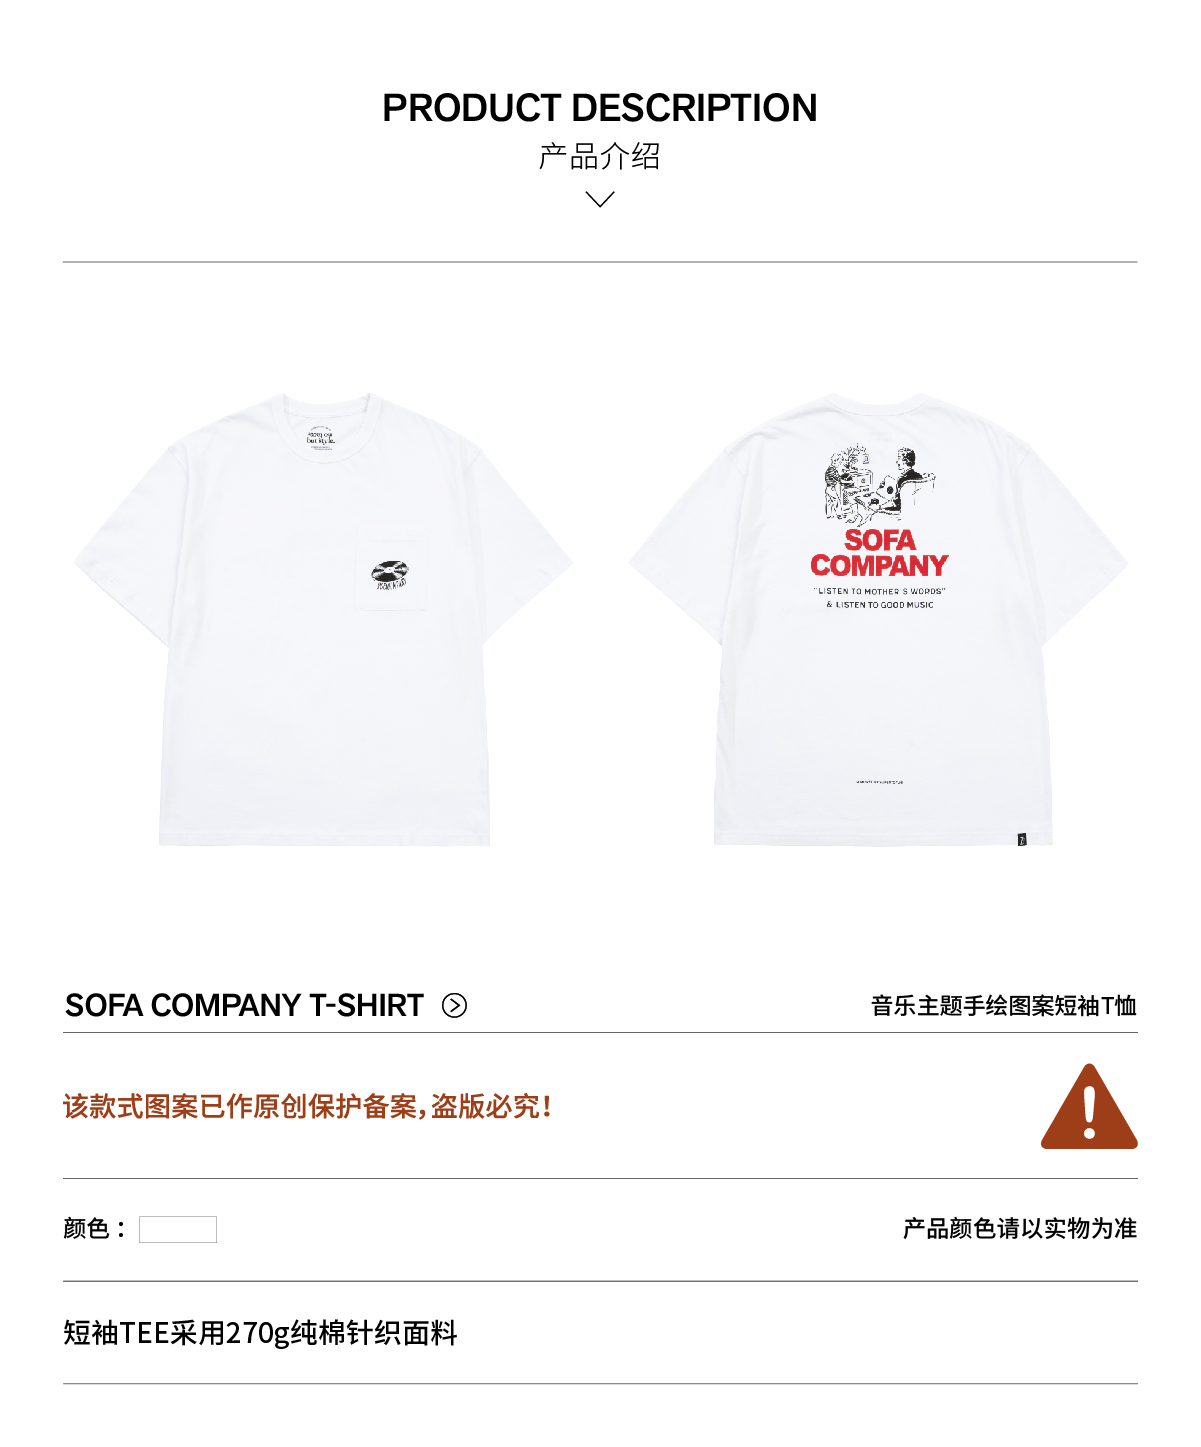 PRODUCT DESCRIPTION
产品介绍
SOFA
COMPANY
"LISTEN TO MOTHER'S WORDS"
& LISTEN TO GOOD MUSIC
SOFA COMPANY T-SHIRT
音乐主题手绘图案短袖T恤
该款式图案已作原创保护备案，盗版必究！
颜色：
产品颜色请以实物为准
短袖TEE采用270g纯棉针织面料